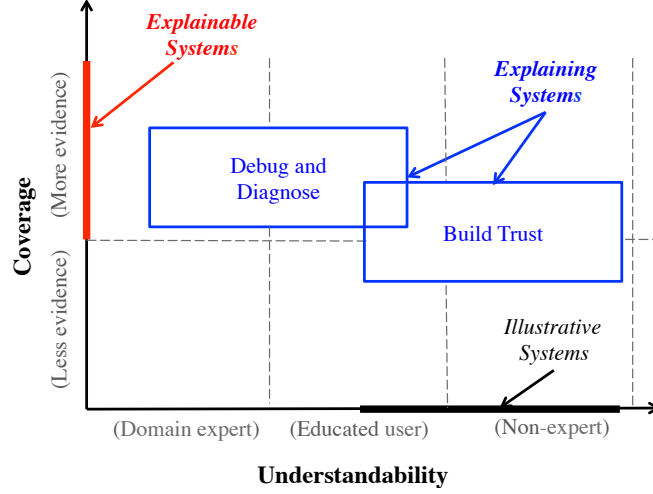 Explainable
Systems
Explaining
Systems
Coverage
(More evidence)
(Less evidence)
Debug and
Diagnose
Build Trust
Illustrative
Systems
(Domain expert)
(Educated user)
(Non-expert)
Understandability